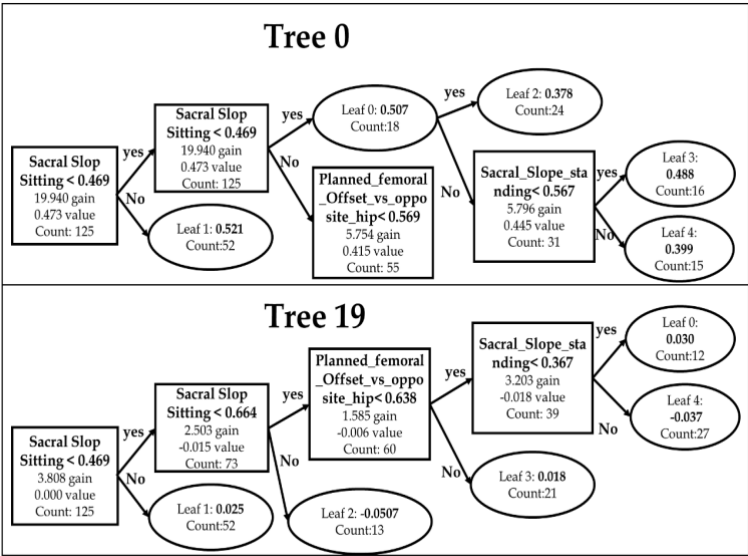 Tree 0
Sacral Slop
Sitting < 0.469
19.940 gain
0.473 value
Count: 125
yes
No
Sacral Slop
Sitting < 0.469
19.940 gain
0.473 value
Count: 125
Leaf 1: 0.521
Count:52
yes
No
Leaf 0: 0.507
Count:18
Planned_femoral
_Offset_vs_oppo
site_hip< 0.569
5.754 gain
0.415 value
Count: 55
yes
No
Leaf 2: 0.378
Count:24
Sacral_Slope_sta
nding< 0.567
5.796 gain
0.445 value
Count: 31
yes
No
Leaf 3:
0.488
Count:16
Leaf 4:
0.399
Count:15
Tree 19
Sacral Slop
Sitting < 0.469
3.808 gain
0.000 value
Count: 125
yes
No
Sacral Slop
Sitting < 0.664
2.503 gain
-0.015 value
Count: 73
Leaf 1: 0.025
Count:52
yes
No
Planned_femoral
_Offset_vs_oppo
site_hip< 0.638
1.585 gain
-0.006 value
Count: 60
Leaf 2: -0.0507
Count:13
yes
No
Sacral_Slope_sta
nding< 0.367
3.203 gain
-0.018 value
Count: 39
Leaf 3: 0.018
Count:21
yes
No
Leaf 0:
0.030
Count:12
Leaf 4:
-0.037
Count:27